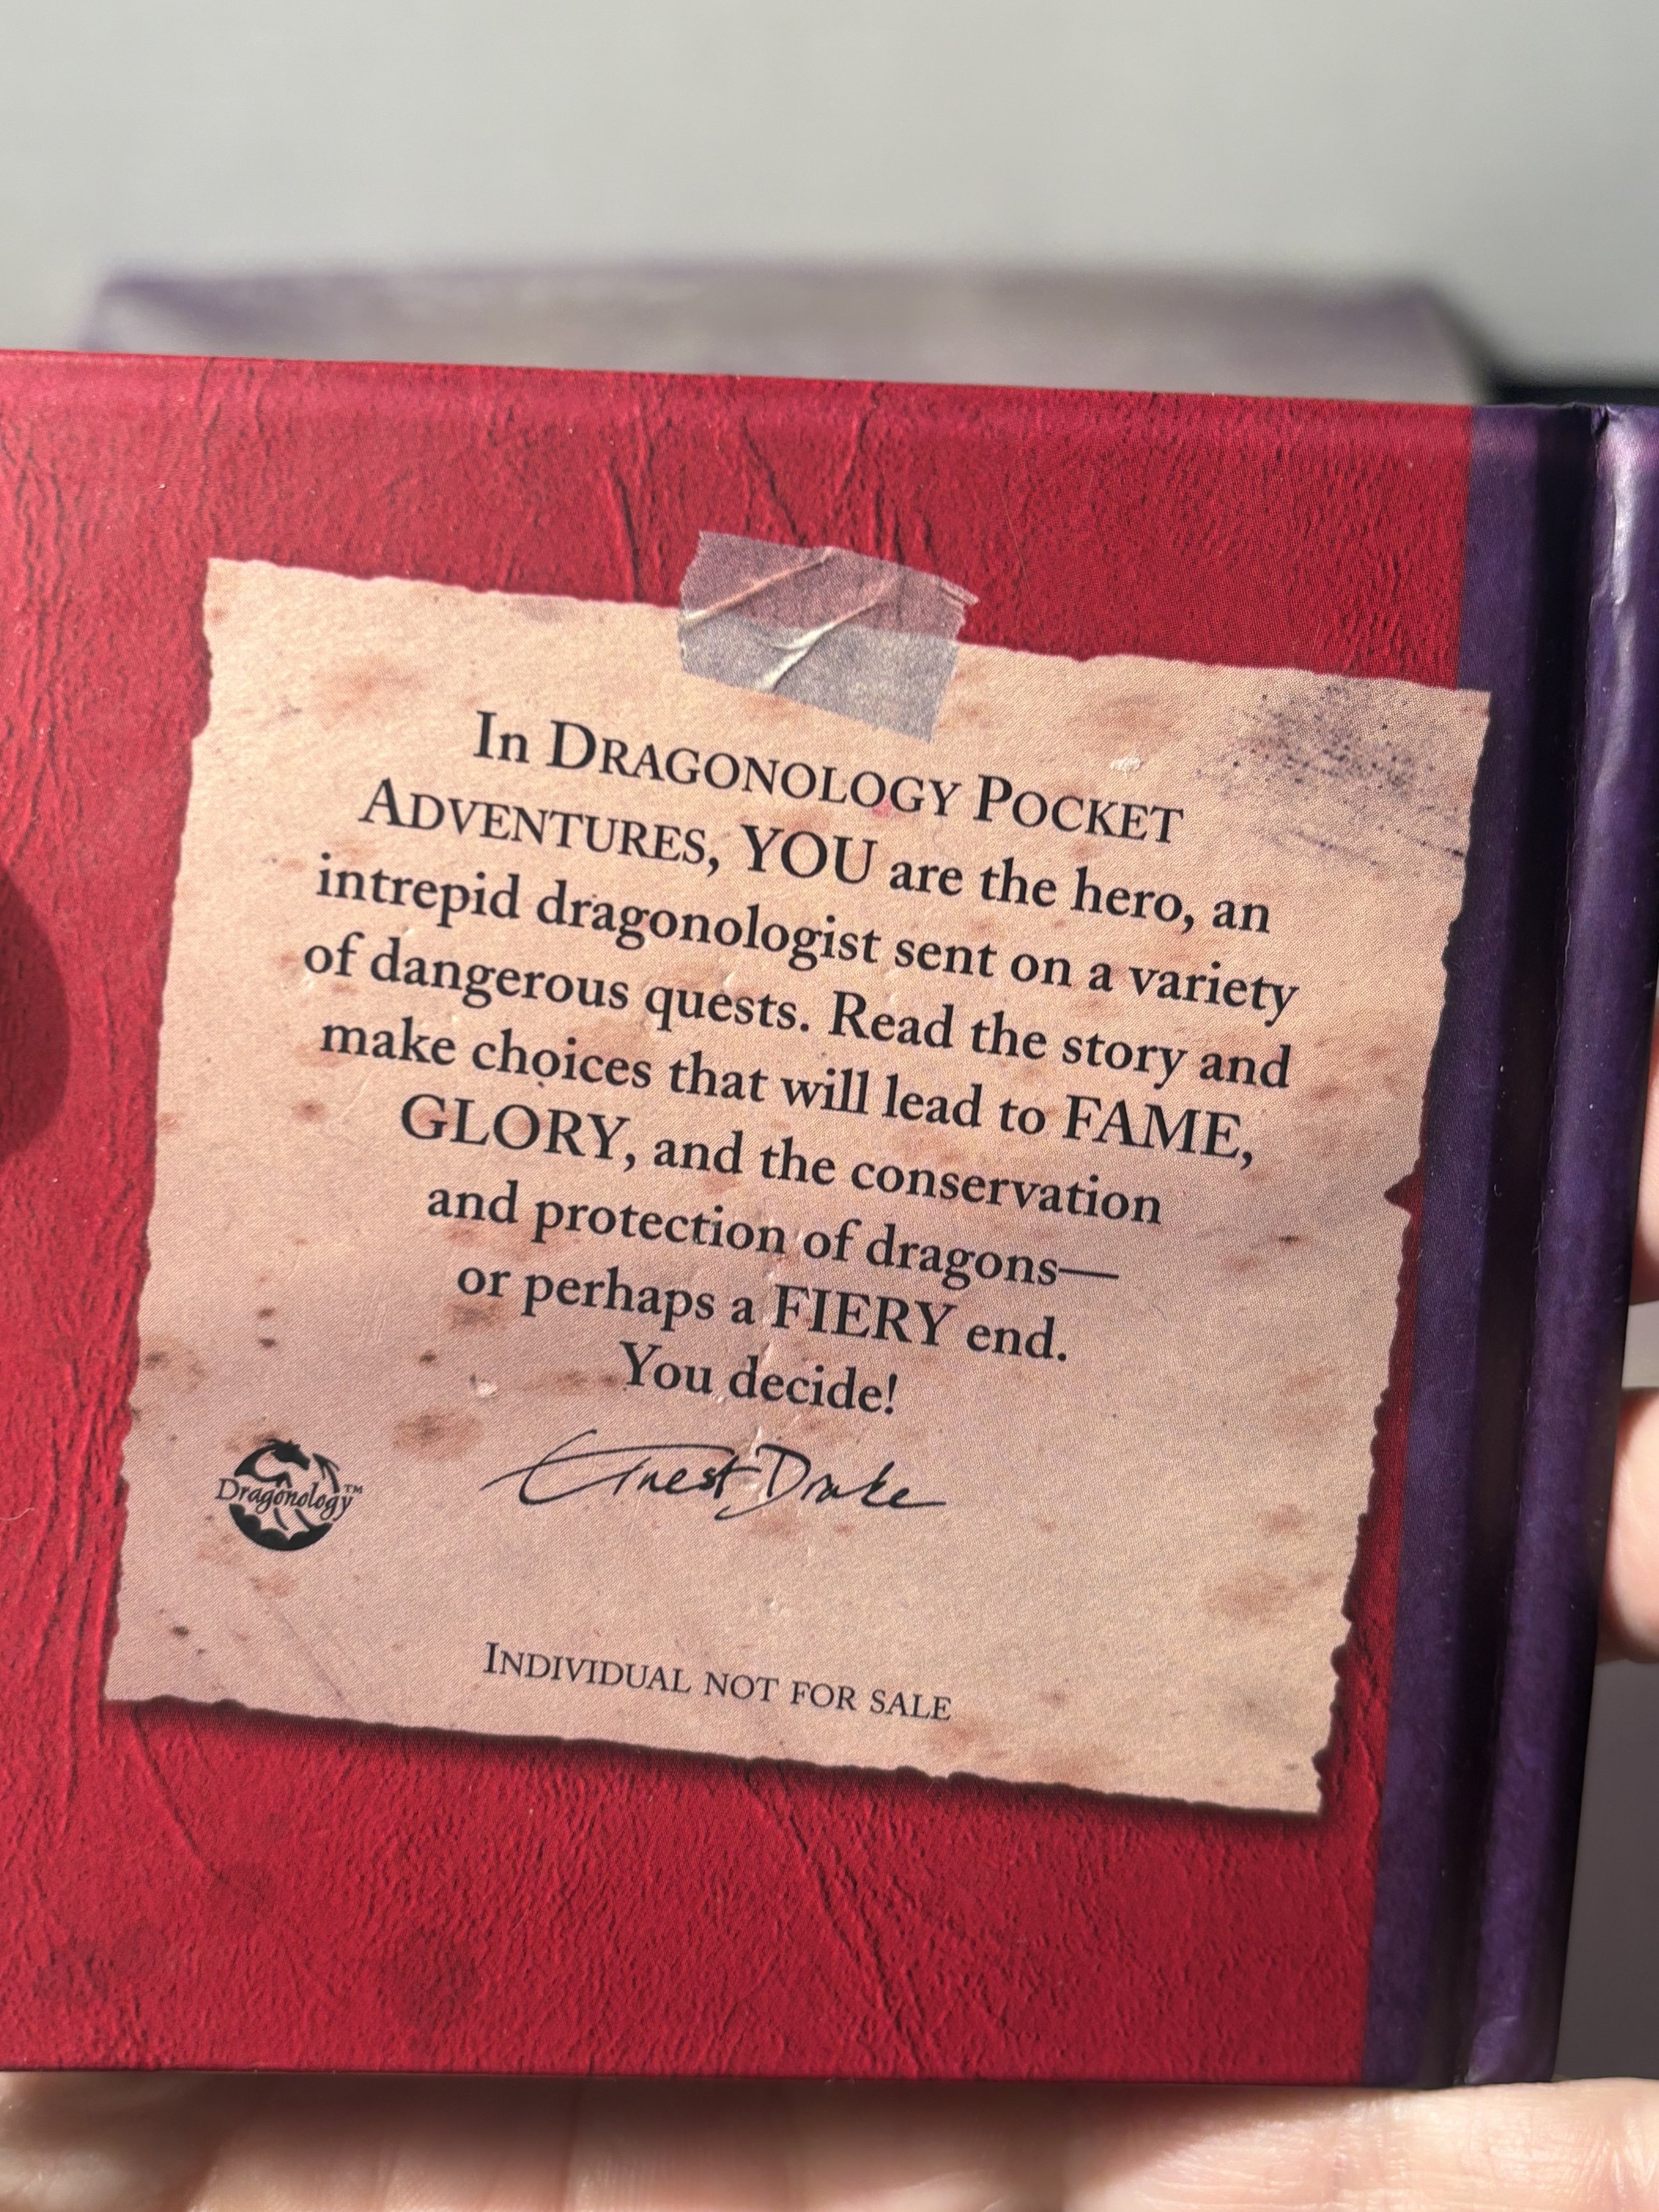 In DRAGONOLOGY POCKET
ADVENTURES, YOU are the hero, an
intrepid dragonologist sent on a variety
of dangerous quests. Read the story and
make choices that will lead to FAME,
GLORY, and the conservation
and protection of dragons—
or perhaps a FIERY end.
You decide!
Ernest Drake
Dragonology™
INDIVIDUAL NOT FOR SALE